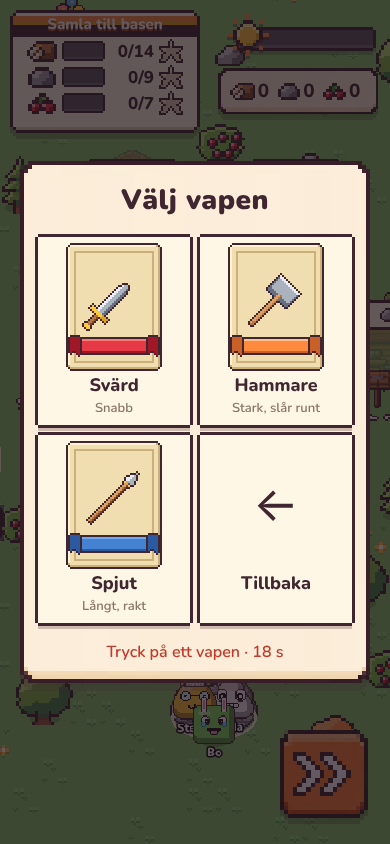 Samla till basen
0/14
0/9
0/7
0 0 0
Välj vapen
Svärd
Snabb
Hammare
Stark, slår runt
Spjut
Långt, rakt
Tillbaka
Tryck på ett vapen · 18 s
Bo